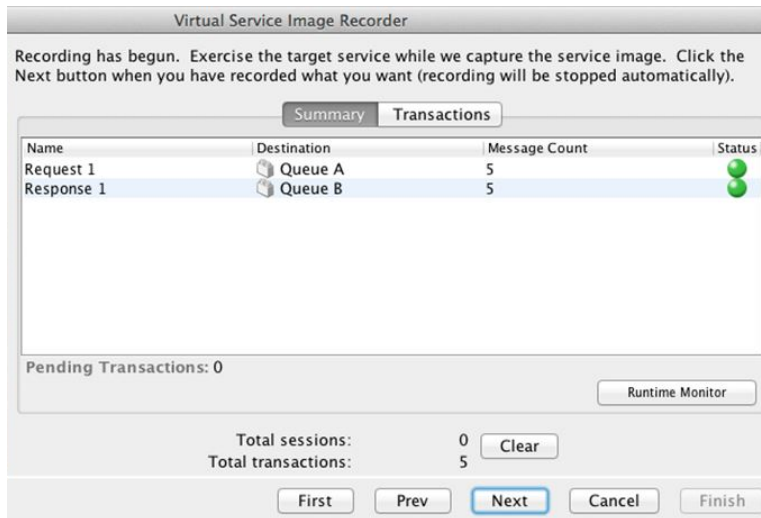 Virtual Service Image Recorder
Recording has begun. Exercise the target service while we capture the service image. Click the
Next button when you have recorded what you want (recording will be stopped automatically).
Summary Transactions
Name Destination Message Count Status
Request 1 Queue A 5
Response 1 Queue B 5
Pending Transactions: 0
Runtime Monitor
Total sessions: 0 Clear
Total transactions: 5
First Prev Next Cancel Finish